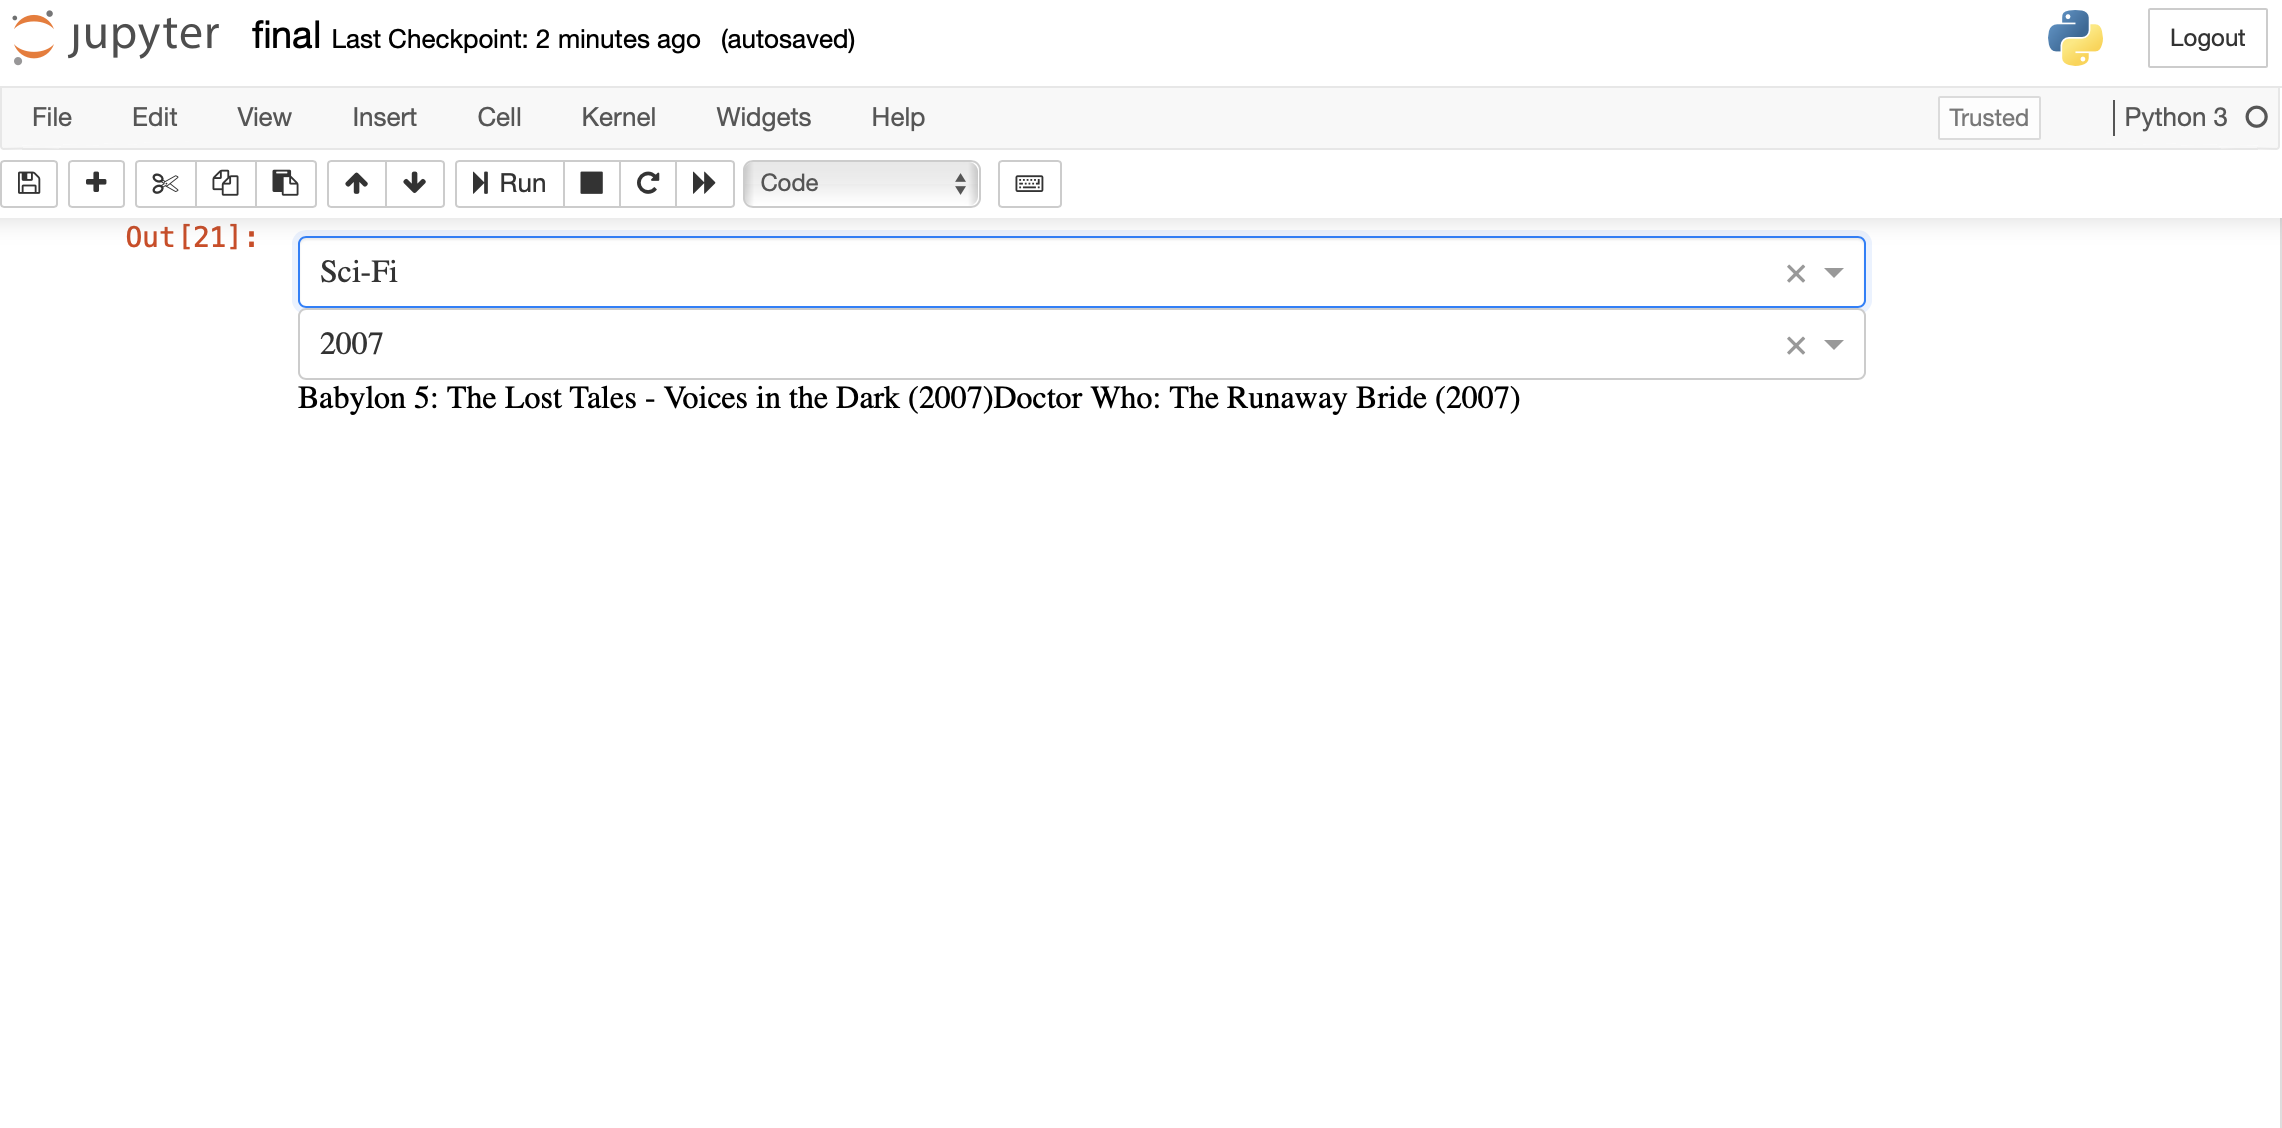 jupyter final Last Checkpoint: 2 minutes ago (autosaved) Logout
File Edit View Insert Cell Kernel Widgets Help Trusted Python 3
Run Code
Out[21]:
Sci-Fi
2007
Babylon 5: The Lost Tales - Voices in the Dark (2007)Doctor Who: The Runaway Bride (2007)